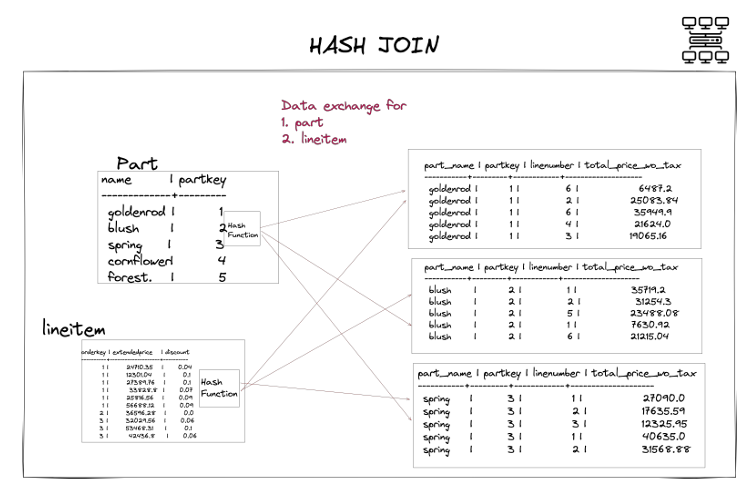 HASH JOIN
Data exchange for
1. part
2. lineitem
Part
name | partkey
---------------+----------
goldenrod | 1
blush | 2
spring | 3
cornflower| 4
forest. | 5
Hash
Function
lineitem
orderkey | extendedprice | discount
1 | 24710.35 | 0.04
1 | 12301.04 | 0.1
1 | 27389.76 | 0.1
1 | 33828.8 | 0.07
1 | 25816.56 | 0.09
1 | 56688.12 | 0.09
2 | 36596.28 | 0.0
3 | 32029.56 | 0.06
3 | 53468.31 | 0.1
3 | 42436.8 | 0.06
Hash
Function
part_name | partkey | linenumber | total_price_wo_tax
-----------+---------+------------+--------------------
goldenrod | 1 | 6 | 6487.2
goldenrod | 1 | 2 | 25083.84
goldenrod | 1 | 6 | 35949.9
goldenrod | 1 | 4 | 21624.0
goldenrod | 1 | 3 | 19065.16
part_name | partkey | linenumber | total_price_wo_tax
-----------+---------+------------+--------------------
blush | 2 | 1 | 35719.2
blush | 2 | 2 | 31254.3
blush | 2 | 5 | 23488.08
blush | 2 | 1 | 7630.92
blush | 2 | 6 | 21215.04
part_name | partkey | linenumber | total_price_wo_tax
-----------+---------+------------+--------------------
spring | 3 | 1 | 27090.0
spring | 3 | 2 | 17635.59
spring | 3 | 3 | 12325.95
spring | 3 | 1 | 40635.0
spring | 3 | 2 | 31568.88